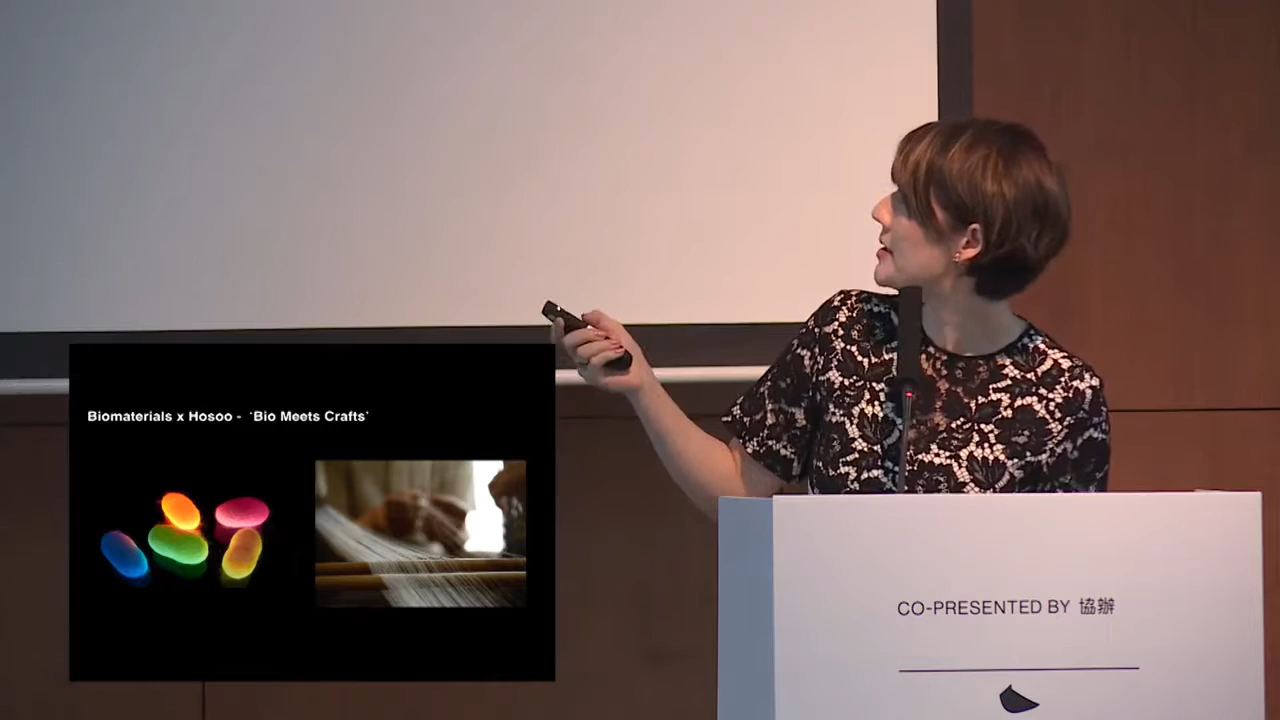 Biomaterials x Hosoo - 'Bio Meets Crafts'
CO-PRESENTED BY 協辦